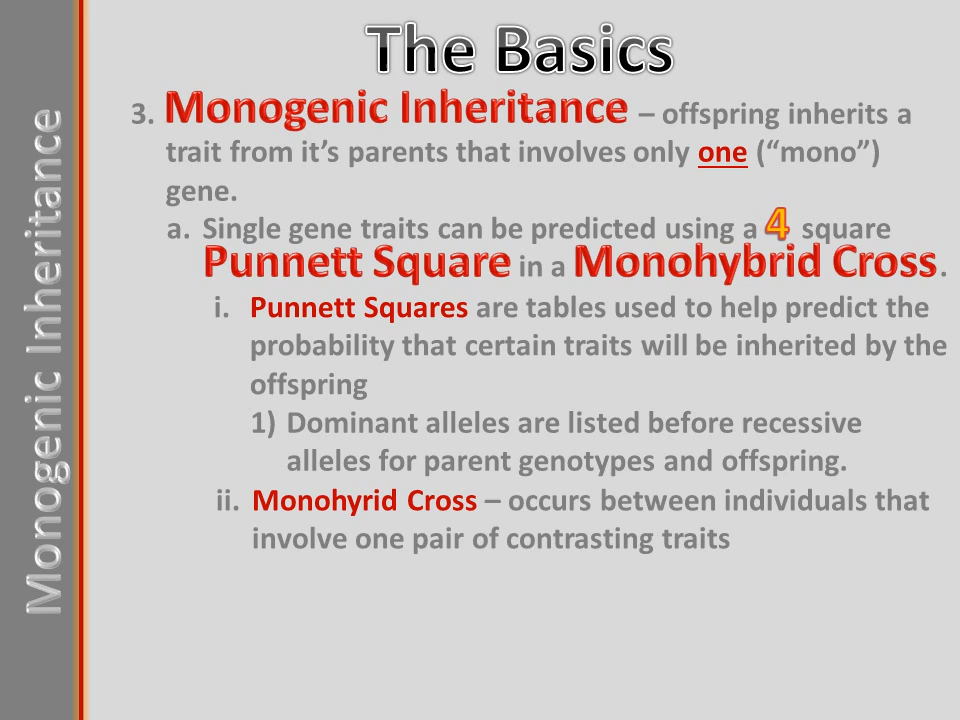 Monogenic Inheritance
The Basics
3. Monogenic Inheritance – offspring inherits a
trait from it’s parents that involves only one (“mono”)
gene.
a. Single gene traits can be predicted using a 4 square
Punnett Square in a Monohybrid Cross.
i. Punnett Squares are tables used to help predict the
probability that certain traits will be inherited by the
offspring
1) Dominant alleles are listed before recessive
alleles for parent genotypes and offspring.
ii. Monohyrid Cross – occurs between individuals that
involve one pair of contrasting traits